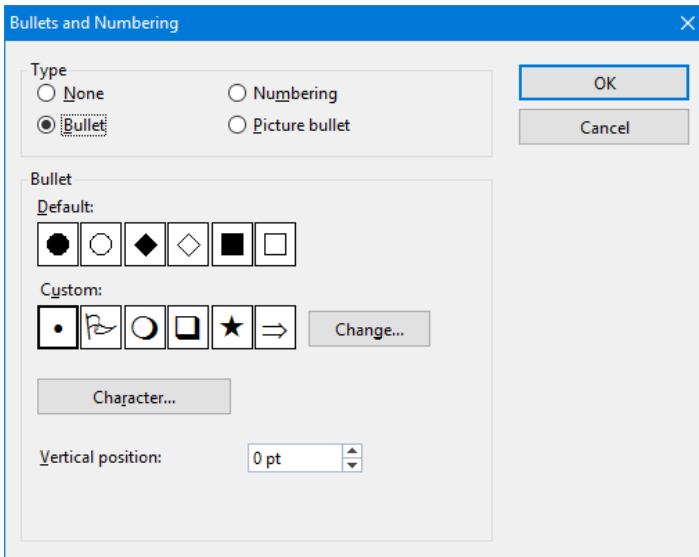 Bullets and Numbering
Type
None
Numbering
Bullet
Picture bullet
OK
Cancel
Bullet
Default:
Custom:
Change...
Character...
Vertical position:
0 pt